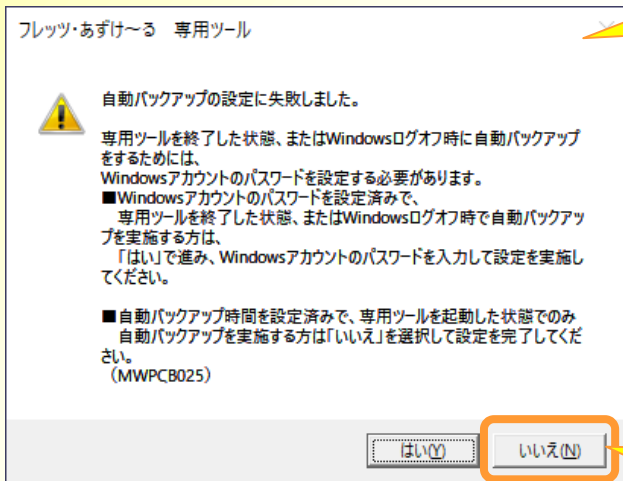 フレッツ・あずけ～る　専用ツール
自動バックアップの設定に失敗しました。
専用ツールを終了した状態、またはWindowsログオフ時に自動バックアップ
をするためには、
Windowsアカウントのパスワードを設定する必要があります。
■Windowsアカウントのパスワードを設定済みで、
　専用ツールを終了した状態、またはWindowsログオフ時で自動バックアッ
プを実施する方は、
　「はい」で進み、Windowsアカウントのパスワードを入力して設定を実施し
てください。
■自動バックアップ時間を設定済みで、専用ツールを起動した状態でのみ
　自動バックアップを実施する方は「いいえ」を選択して設定を完了してくだ
さい。
（MWPCB025）
はい(Y)
いいえ(N)